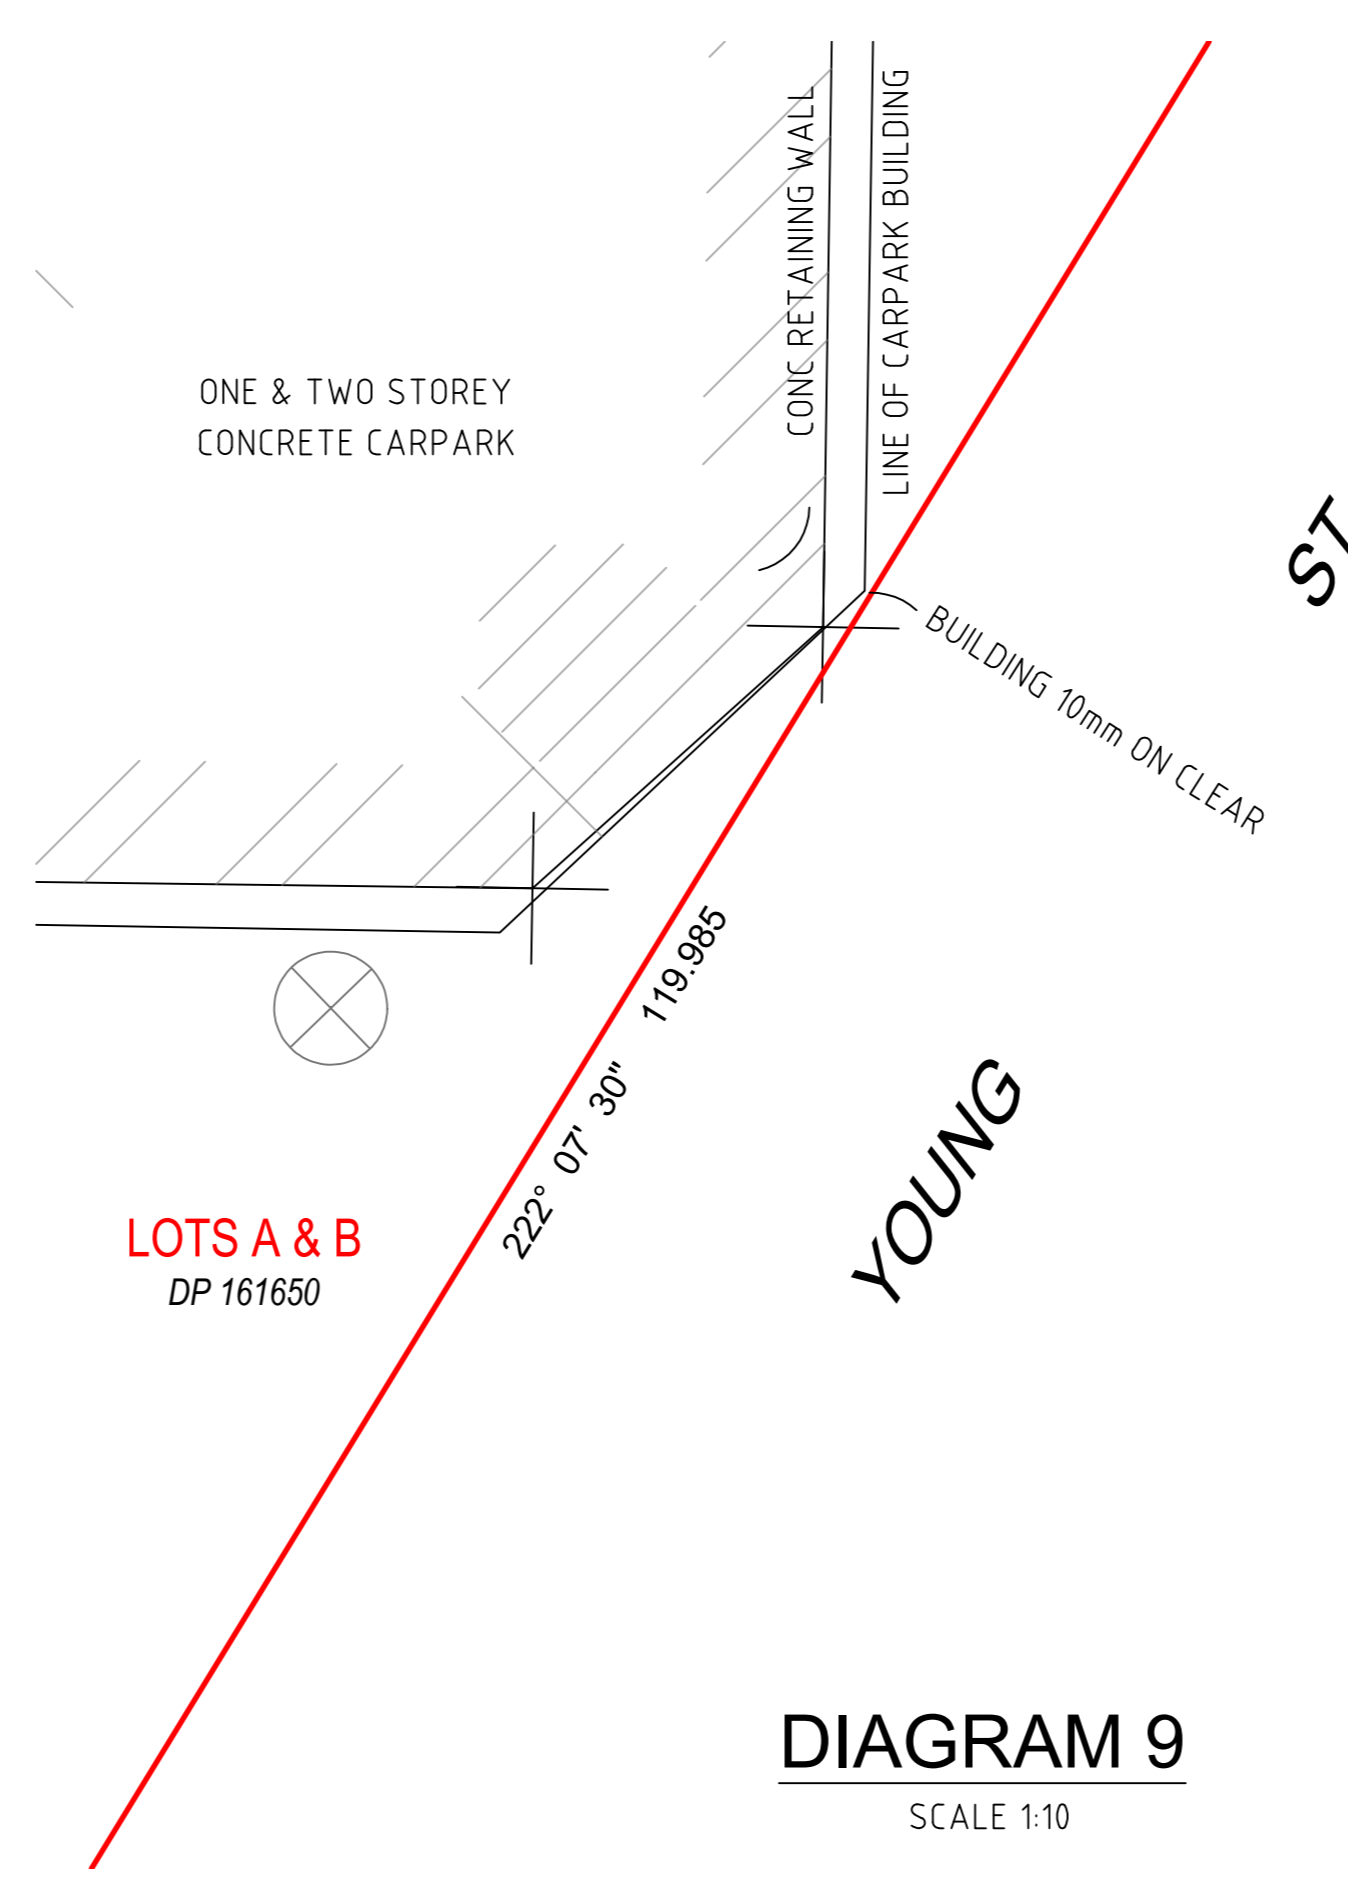 CONC RETAINING WALL
LINE OF CARPARK BUILDING
ONE & TWO STOREY
CONCRETE CARPARK
ST
BUILDING 10mm ON CLEAR
222° 07' 30" 119.985
YOUNG
LOTS A & B
DP 161650
DIAGRAM 9
SCALE 1:10